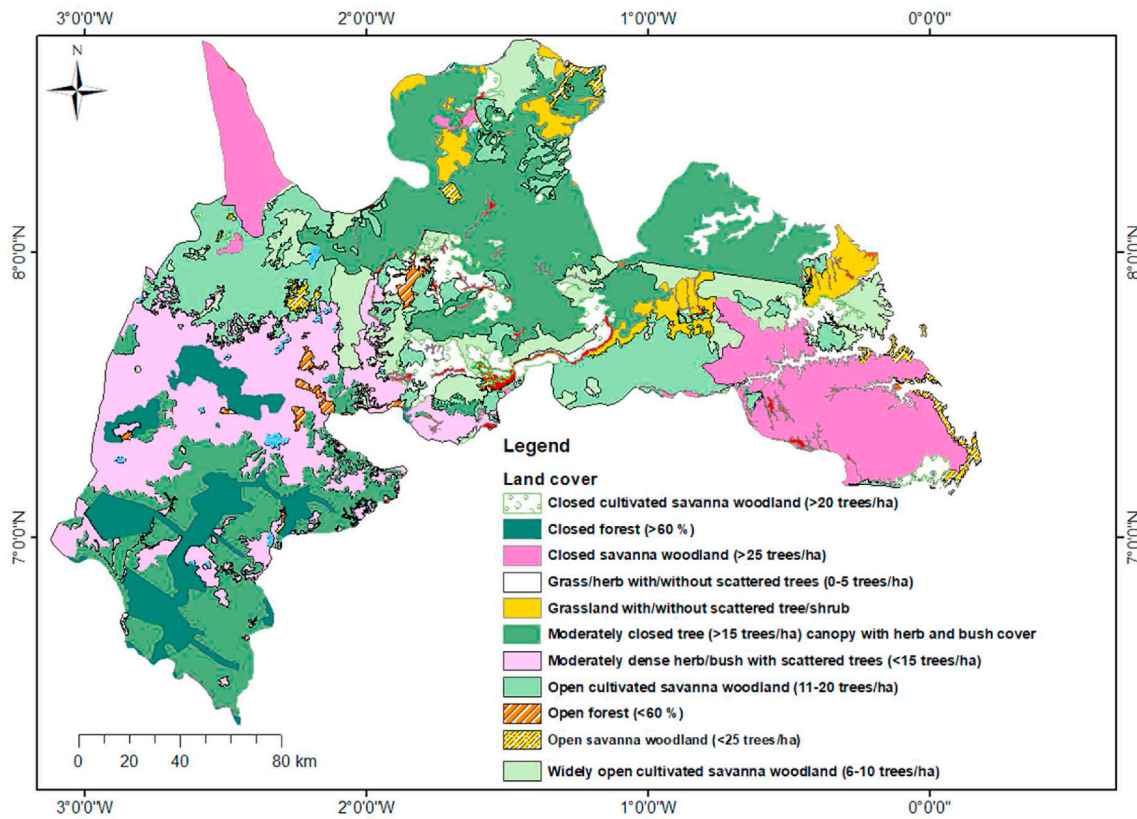 3°0'0"W 2°0'0"W 1°0'0"W 0°0'0"
N
8°0'0"N 8°0'0"N
7°0'0"N 7°0'0"N
Legend
Land cover
Closed cultivated savanna woodland (>20 trees/ha)
Closed forest (>60 %)
Closed savanna woodland (>25 trees/ha)
Grass/herb with/without scattered trees (0-5 trees/ha)
Grassland with/without scattered tree/shrub
Moderately closed tree (>15 trees/ha) canopy with herb and bush cover
Moderately dense herb/bush with scattered trees (<15 trees/ha)
Open cultivated savanna woodland (11-20 trees/ha)
Open forest (<60 %)
Open savanna woodland (<25 trees/ha)
Widely open cultivated savanna woodland (6-10 trees/ha)
0 20 40 80 km
3°0'0"W 2°0'0"W 1°0'0"W 0°0'0"